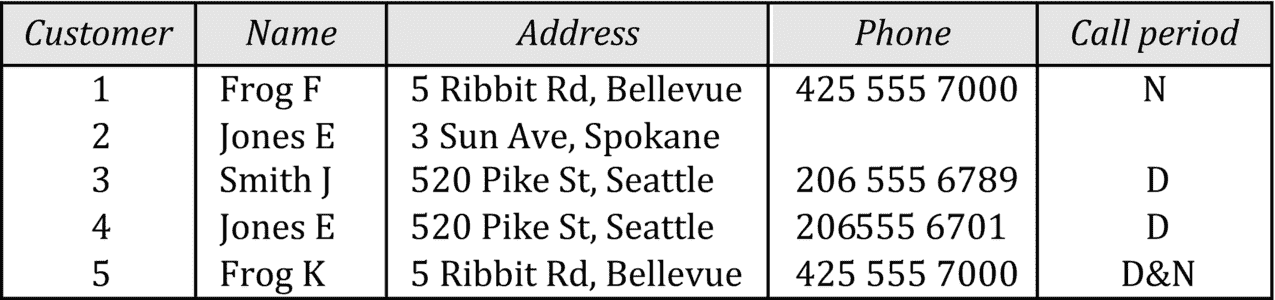 Customer Name Address Phone Call period
1 Frog F 5 Ribbit Rd, Bellevue 425 555 7000 N
2 Jones E 3 Sun Ave, Spokane
3 Smith J 520 Pike St, Seattle 206 555 6789 D
4 Jones E 520 Pike St, Seattle 206555 6701 D
5 Frog K 5 Ribbit Rd, Bellevue 425 555 7000 D&N